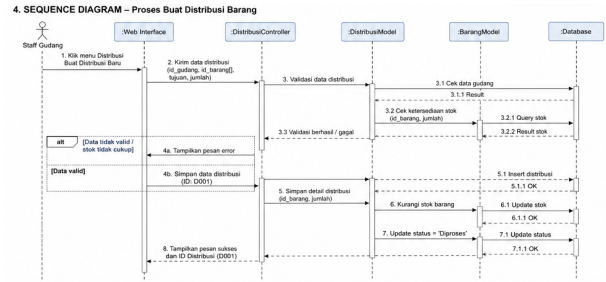 4. SEQUENCE DIAGRAM – Proses Buat Distribusi Barang
Staff Gudang
:Web Interface
:DistribusiController
:DistribusiModel
:BarangModel
:Database
1. Klik menu Distribusi
Buat Distribusi Baru
2. Kirim data distribusi
(id_gudang, id_barang[],
tujuan, jumlah)
3. Validasi data distribusi
3.1 Cek data gudang
3.1.1 Result
3.2 Cek ketersediaan stok
(id_barang, jumlah)
3.2.1 Query stok
3.2.2 Result stok
3.3 Validasi berhasil / gagal
alt
[Data tidak valid /
stok tidak cukup]
4a. Tampilkan pesan error
[Data valid]
4b. Simpan data distribusi
(ID: D001)
5.1 Insert distribusi
5.1.1 OK
5. Simpan detail distribusi
(id_barang, jumlah)
6. Kurangi stok barang
6.1 Update stok
6.1.1 OK
7. Update status = 'Diproses'
7.1 Update status
7.1.1 OK
8. Tampilkan pesan sukses
dan ID Distribusi (D001)